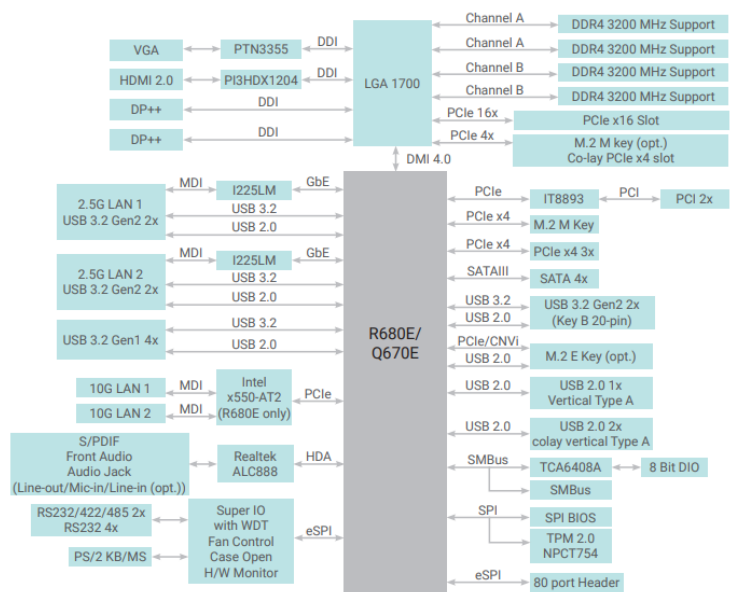 VGA
PTN3355
DDI
HDMI 2.0
PI3HDX1204
DDI
DP++
DDI
DP++
DDI
LGA 1700
Channel A
DDR4 3200 MHz Support
Channel A
DDR4 3200 MHz Support
Channel B
DDR4 3200 MHz Support
Channel B
DDR4 3200 MHz Support
PCIe 16x
PCIe x16 Slot
PCIe 4x
M.2 M key (opt.)
Co-lay PCIe x4 slot
DMI 4.0
2.5G LAN 1
USB 3.2 Gen2 2x
MDI
I225LM
GbE
USB 3.2
USB 2.0
2.5G LAN 2
USB 3.2 Gen2 2x
MDI
I225LM
GbE
USB 3.2
USB 2.0
USB 3.2 Gen1 4x
USB 3.2
USB 2.0
10G LAN 1
MDI
10G LAN 2
MDI
Intel
x550-AT2
(R680E only)
PCIe
S/PDIF
Front Audio
Audio Jack
(Line-out/Mic-in/Line-in (opt.))
Realtek
ALC888
HDA
RS232/422/485 2x
RS232 4x
PS/2 KB/MS
Super IO
with WDT
Fan Control
Case Open
H/W Monitor
eSPI
R680E/
Q670E
PCIe
IT8893
PCI
PCI 2x
PCIe x4
M.2 M Key
PCIe x4
PCIe x4 3x
SATAIII
SATA 4x
USB 3.2
USB 2.0
USB 3.2 Gen2 2x
(Key B 20-pin)
PCIe/CNVi
USB 2.0
M.2 E Key (opt.)
USB 2.0
USB 2.0 1x
Vertical Type A
USB 2.0
USB 2.0 2x
colay vertical Type A
SMBus
TCA6408A
8 Bit DIO
SMBus
SPI
SPI BIOS
TPM 2.0
NPCT754
eSPI
80 port Header